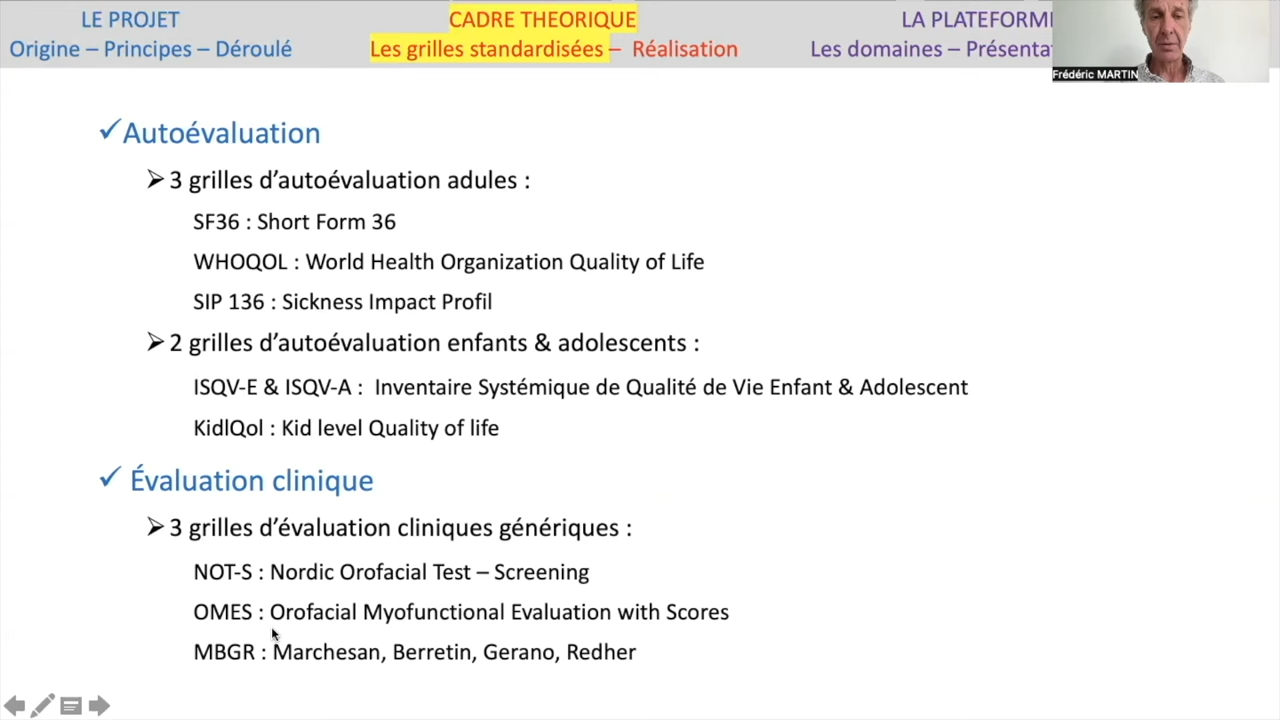 LE PROJET
Origine – Principes – Déroulé
CADRE THEORIQUE
Les grilles standardisées – Réalisation
LA PLATEFORME
Les domaines –
Frédéric MARTIN
✓Autoévaluation
➢3 grilles d’autoévaluation adules :
SF36 : Short Form 36
WHOQOL : World Health Organization Quality of Life
SIP 136 : Sickness Impact Profil
➢2 grilles d’autoévaluation enfants & adolescents :
ISQV-E & ISQV-A : Inventaire Systémique de Qualité de Vie Enfant & Adolescent
KidlQol : Kid level Quality of life
✓ Évaluation clinique
➢3 grilles d’évaluation cliniques génériques :
NOT-S : Nordic Orofacial Test – Screening
OMES : Orofacial Myofunctional Evaluation with Scores
MBGR : Marchesan, Berretin, Gerano, Redher